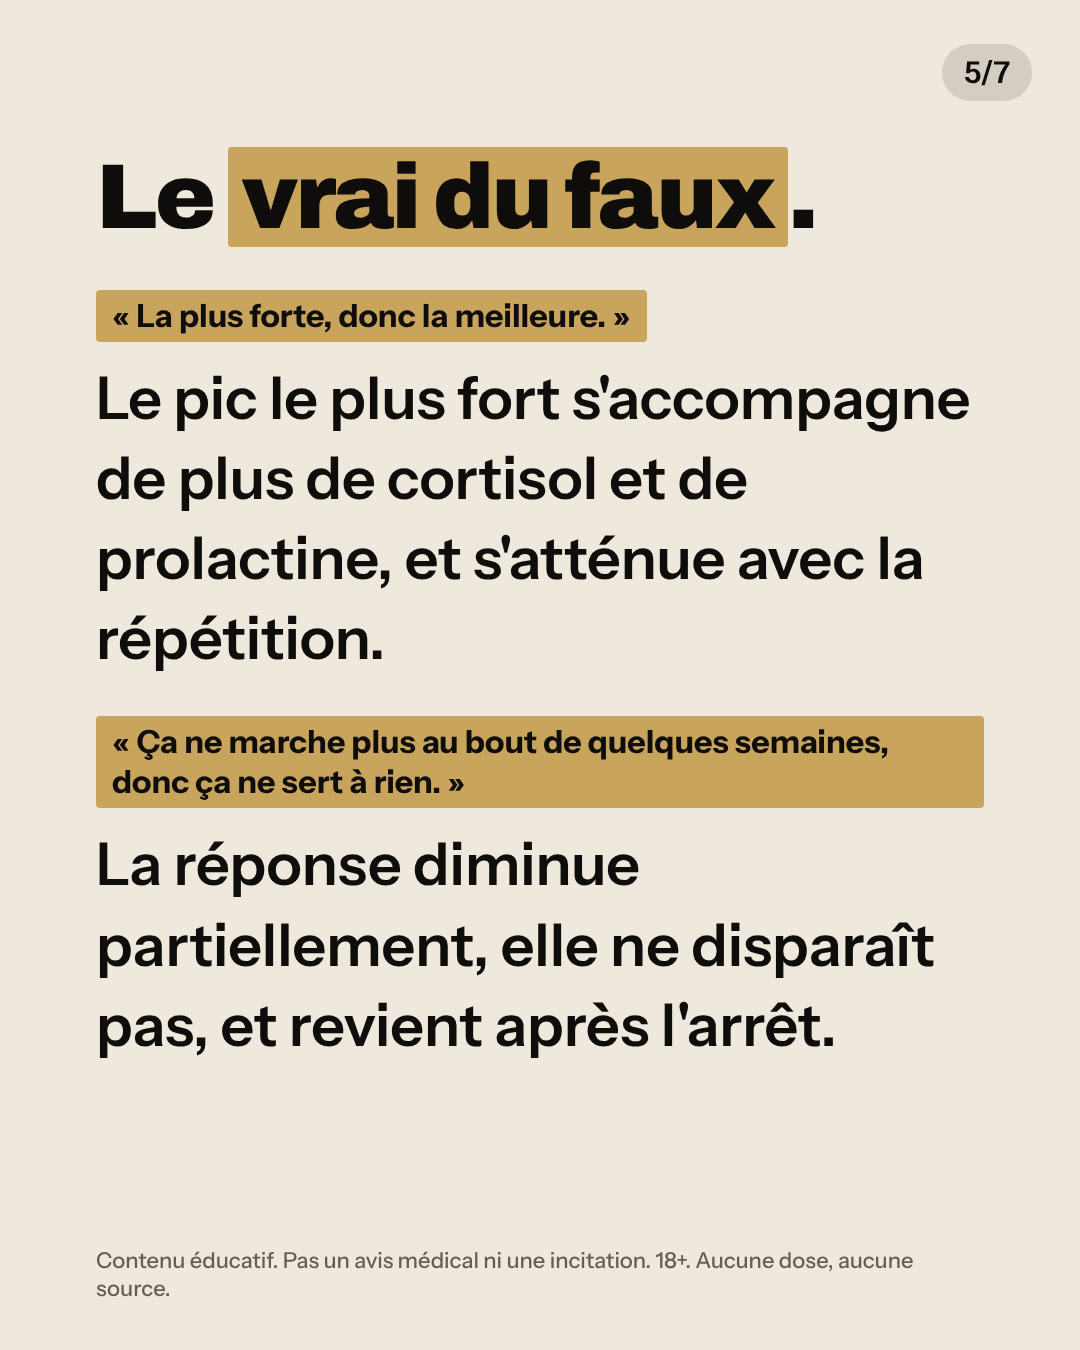 5/7
Le vrai du faux.
« La plus forte, donc la meilleure. »
Le pic le plus fort s'accompagne
de plus de cortisol et de
prolactine, et s'atténue avec la
répétition.
« Ça ne marche plus au bout de quelques semaines,
donc ça ne sert à rien. »
La réponse diminue
partiellement, elle ne disparaît
pas, et revient après l'arrêt.
Contenu éducatif. Pas un avis médical ni une incitation. 18+. Aucune dose, aucune
source.